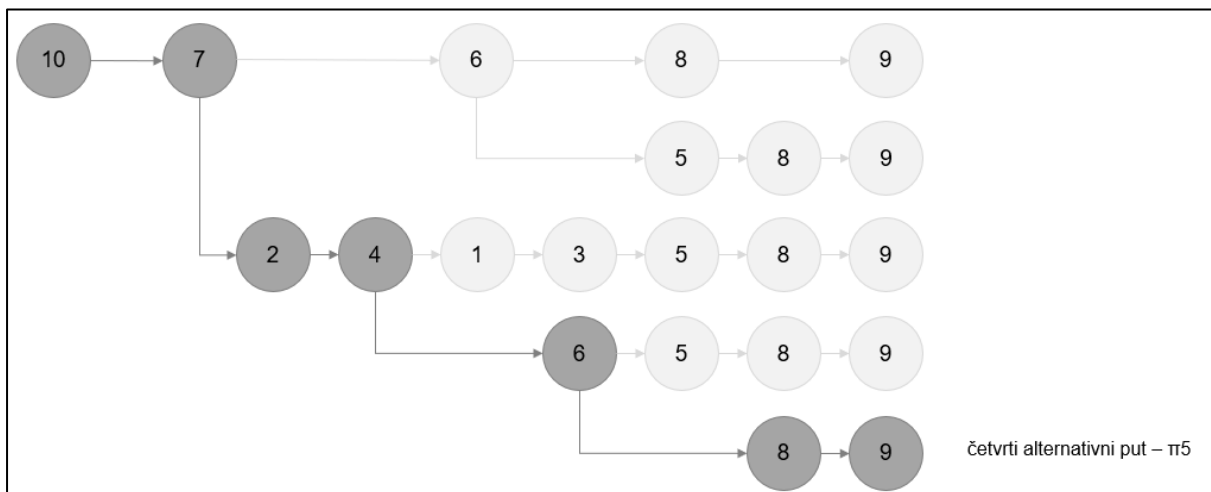 10 7 6 8 9
5 8 9
2 4 1 3 5 8 9
6 5 8 9
8 9 četvrti alternativni put – π5